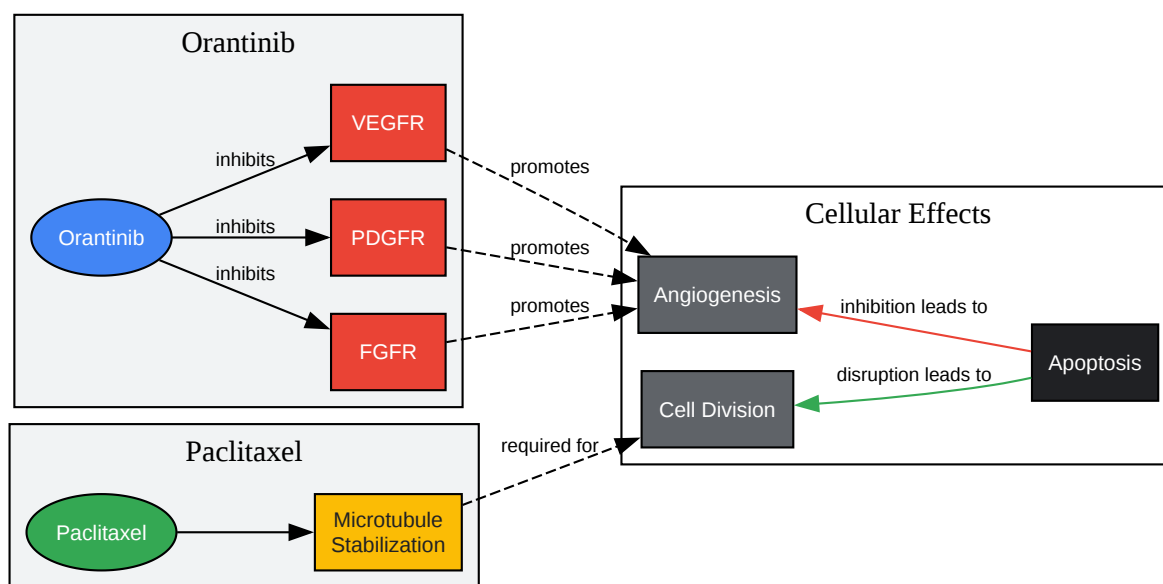 Orantinib
VEGFR
inhibits
promotes
Orantinib
inhibits
PDGFR
promotes
inhibits
FGFR
promotes
Cellular Effects
Angiogenesis
inhibition leads to
Apoptosis
disruption leads to
Cell Division
Paclitaxel
required for
Paclitaxel
Microtubule
Stabilization